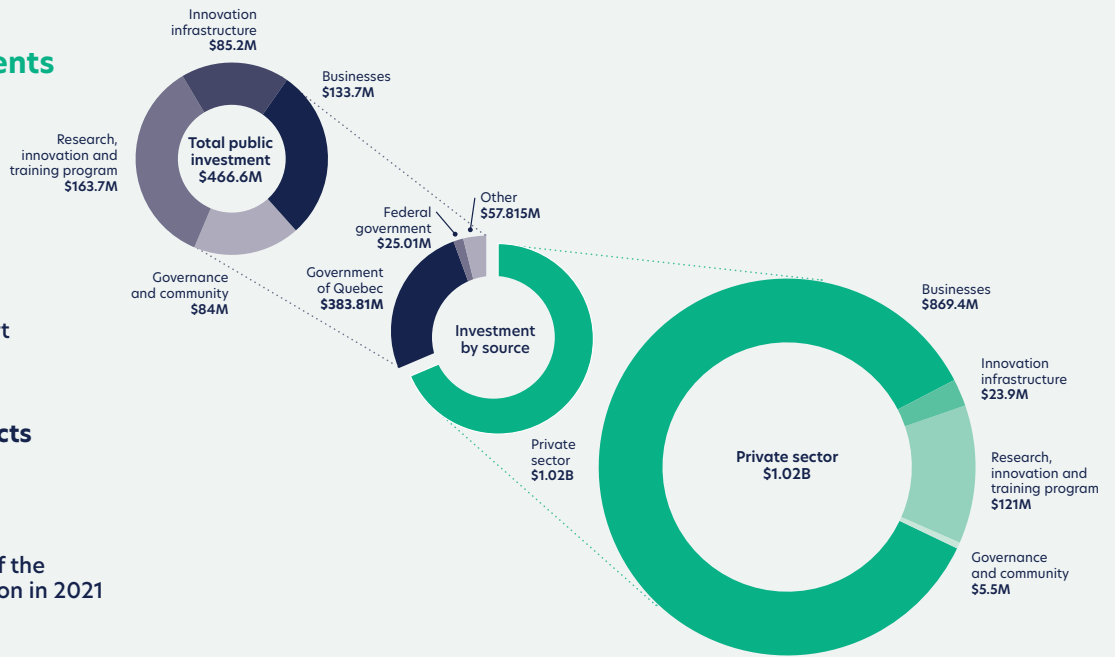 ents
rt
cts
f the
on in 2021
Innovation
infrastructure
$85.2M
Businesses
$133.7M
Research,
innovation and
training program
$163.7M
Total public
investment
$466.6M
Governance
and community
$84M
Other
$57.815M
Federal
government
$25.01M
Government
of Quebec
$383.81M
Investment
by source
Private
sector
$1.02B
Businesses
$869.4M
Innovation
infrastructure
$23.9M
Private sector
$1.02B
Research,
innovation and
training program
$121M
Governance
and community
$5.5M